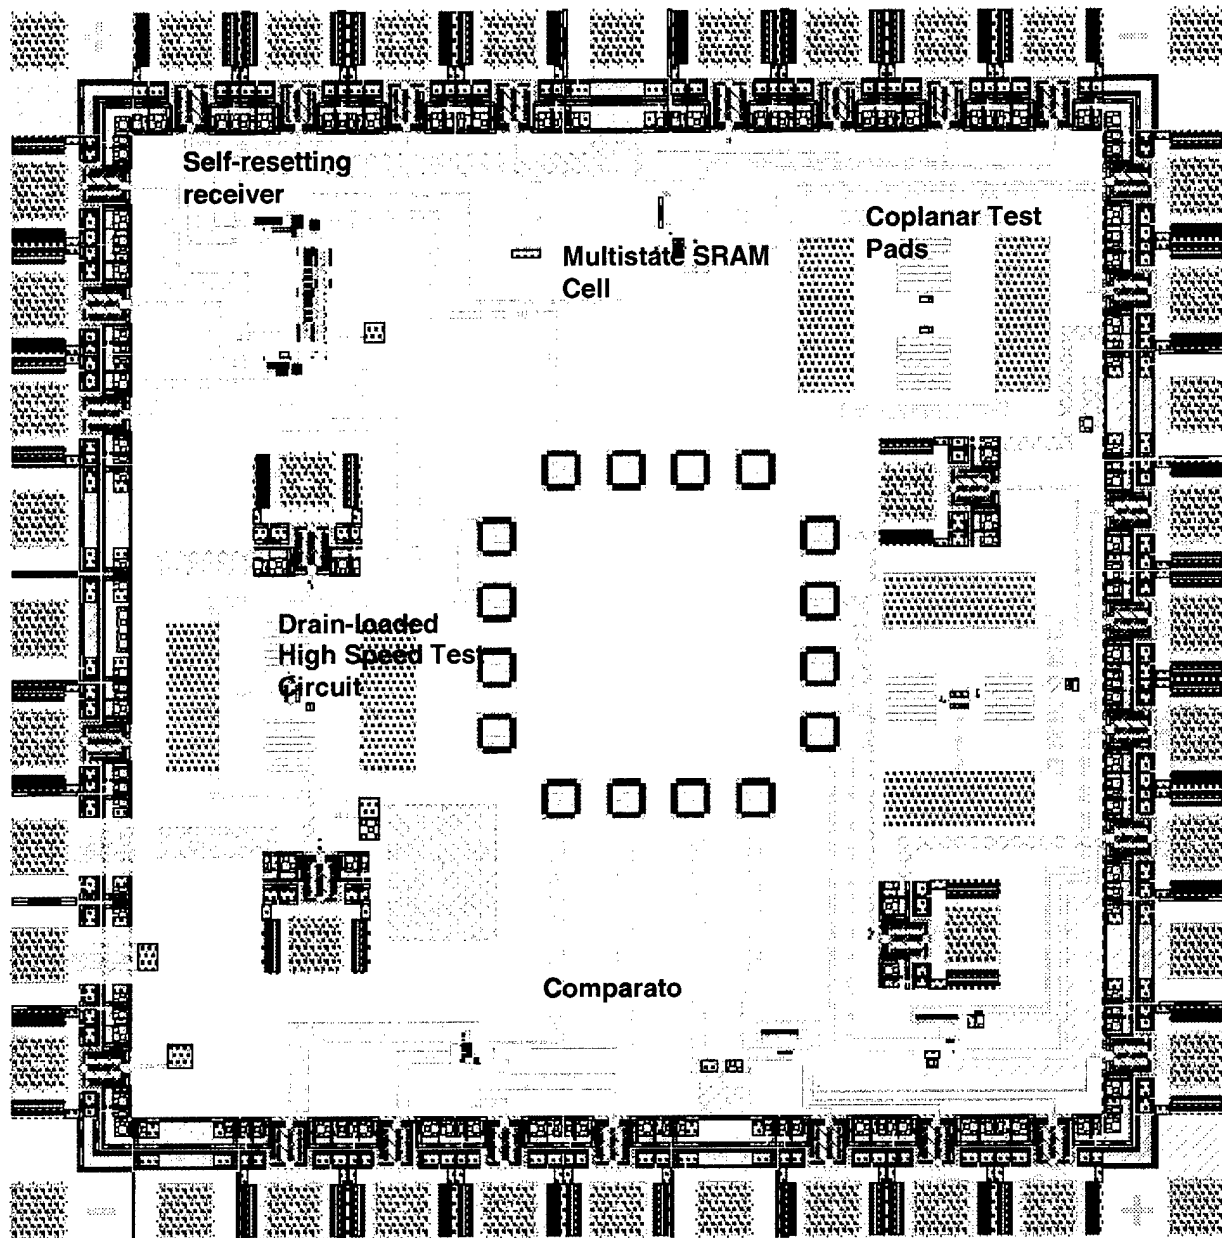 Self-resetting
receiver
Coplanar Test
Pads
Multistate SRAM
Cell
Drain-loaded
High Speed Test
Circuit
Comparato